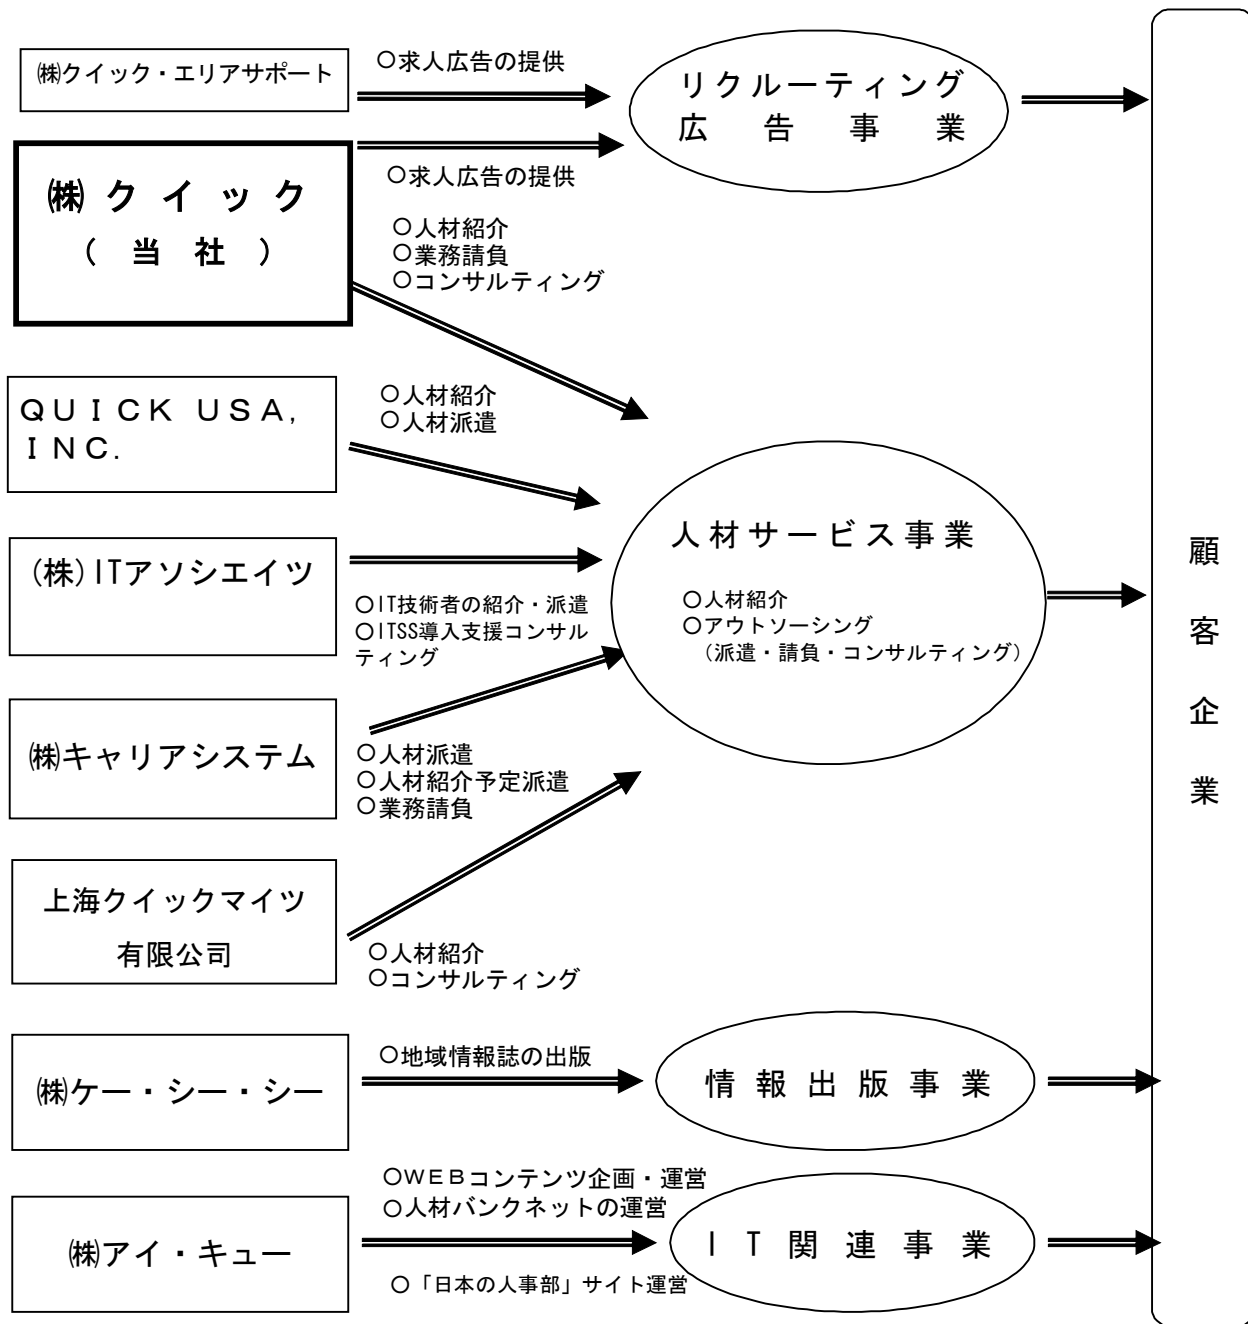 ㈱クイック・エリアサポート
○求人広告の提供
リクルーティング
広告事業
㈱クイック
(当社)
○求人広告の提供
○人材紹介
○業務請負
○コンサルティング
QUICK USA,
INC.
○人材紹介
○人材派遣
(株)ITアソシエイツ
○IT技術者の紹介・派遣
○ITSS導入支援コンサル
ティング
人材サービス事業
○人材紹介
○アウトソーシング
(派遣・請負・コンサルティング)
㈱キャリアシステム
○人材派遣
○人材紹介予定派遣
○業務請負
上海クイックマイツ
有限公司
○人材紹介
○コンサルティング
㈱ケー・シー・シー
○地域情報誌の出版
情報出版事業
㈱アイ・キュー
○WEBコンテンツ企画・運営
○人材バンクネットの運営
○「日本の人事部」サイト運営
IT関連事業
顧客企業